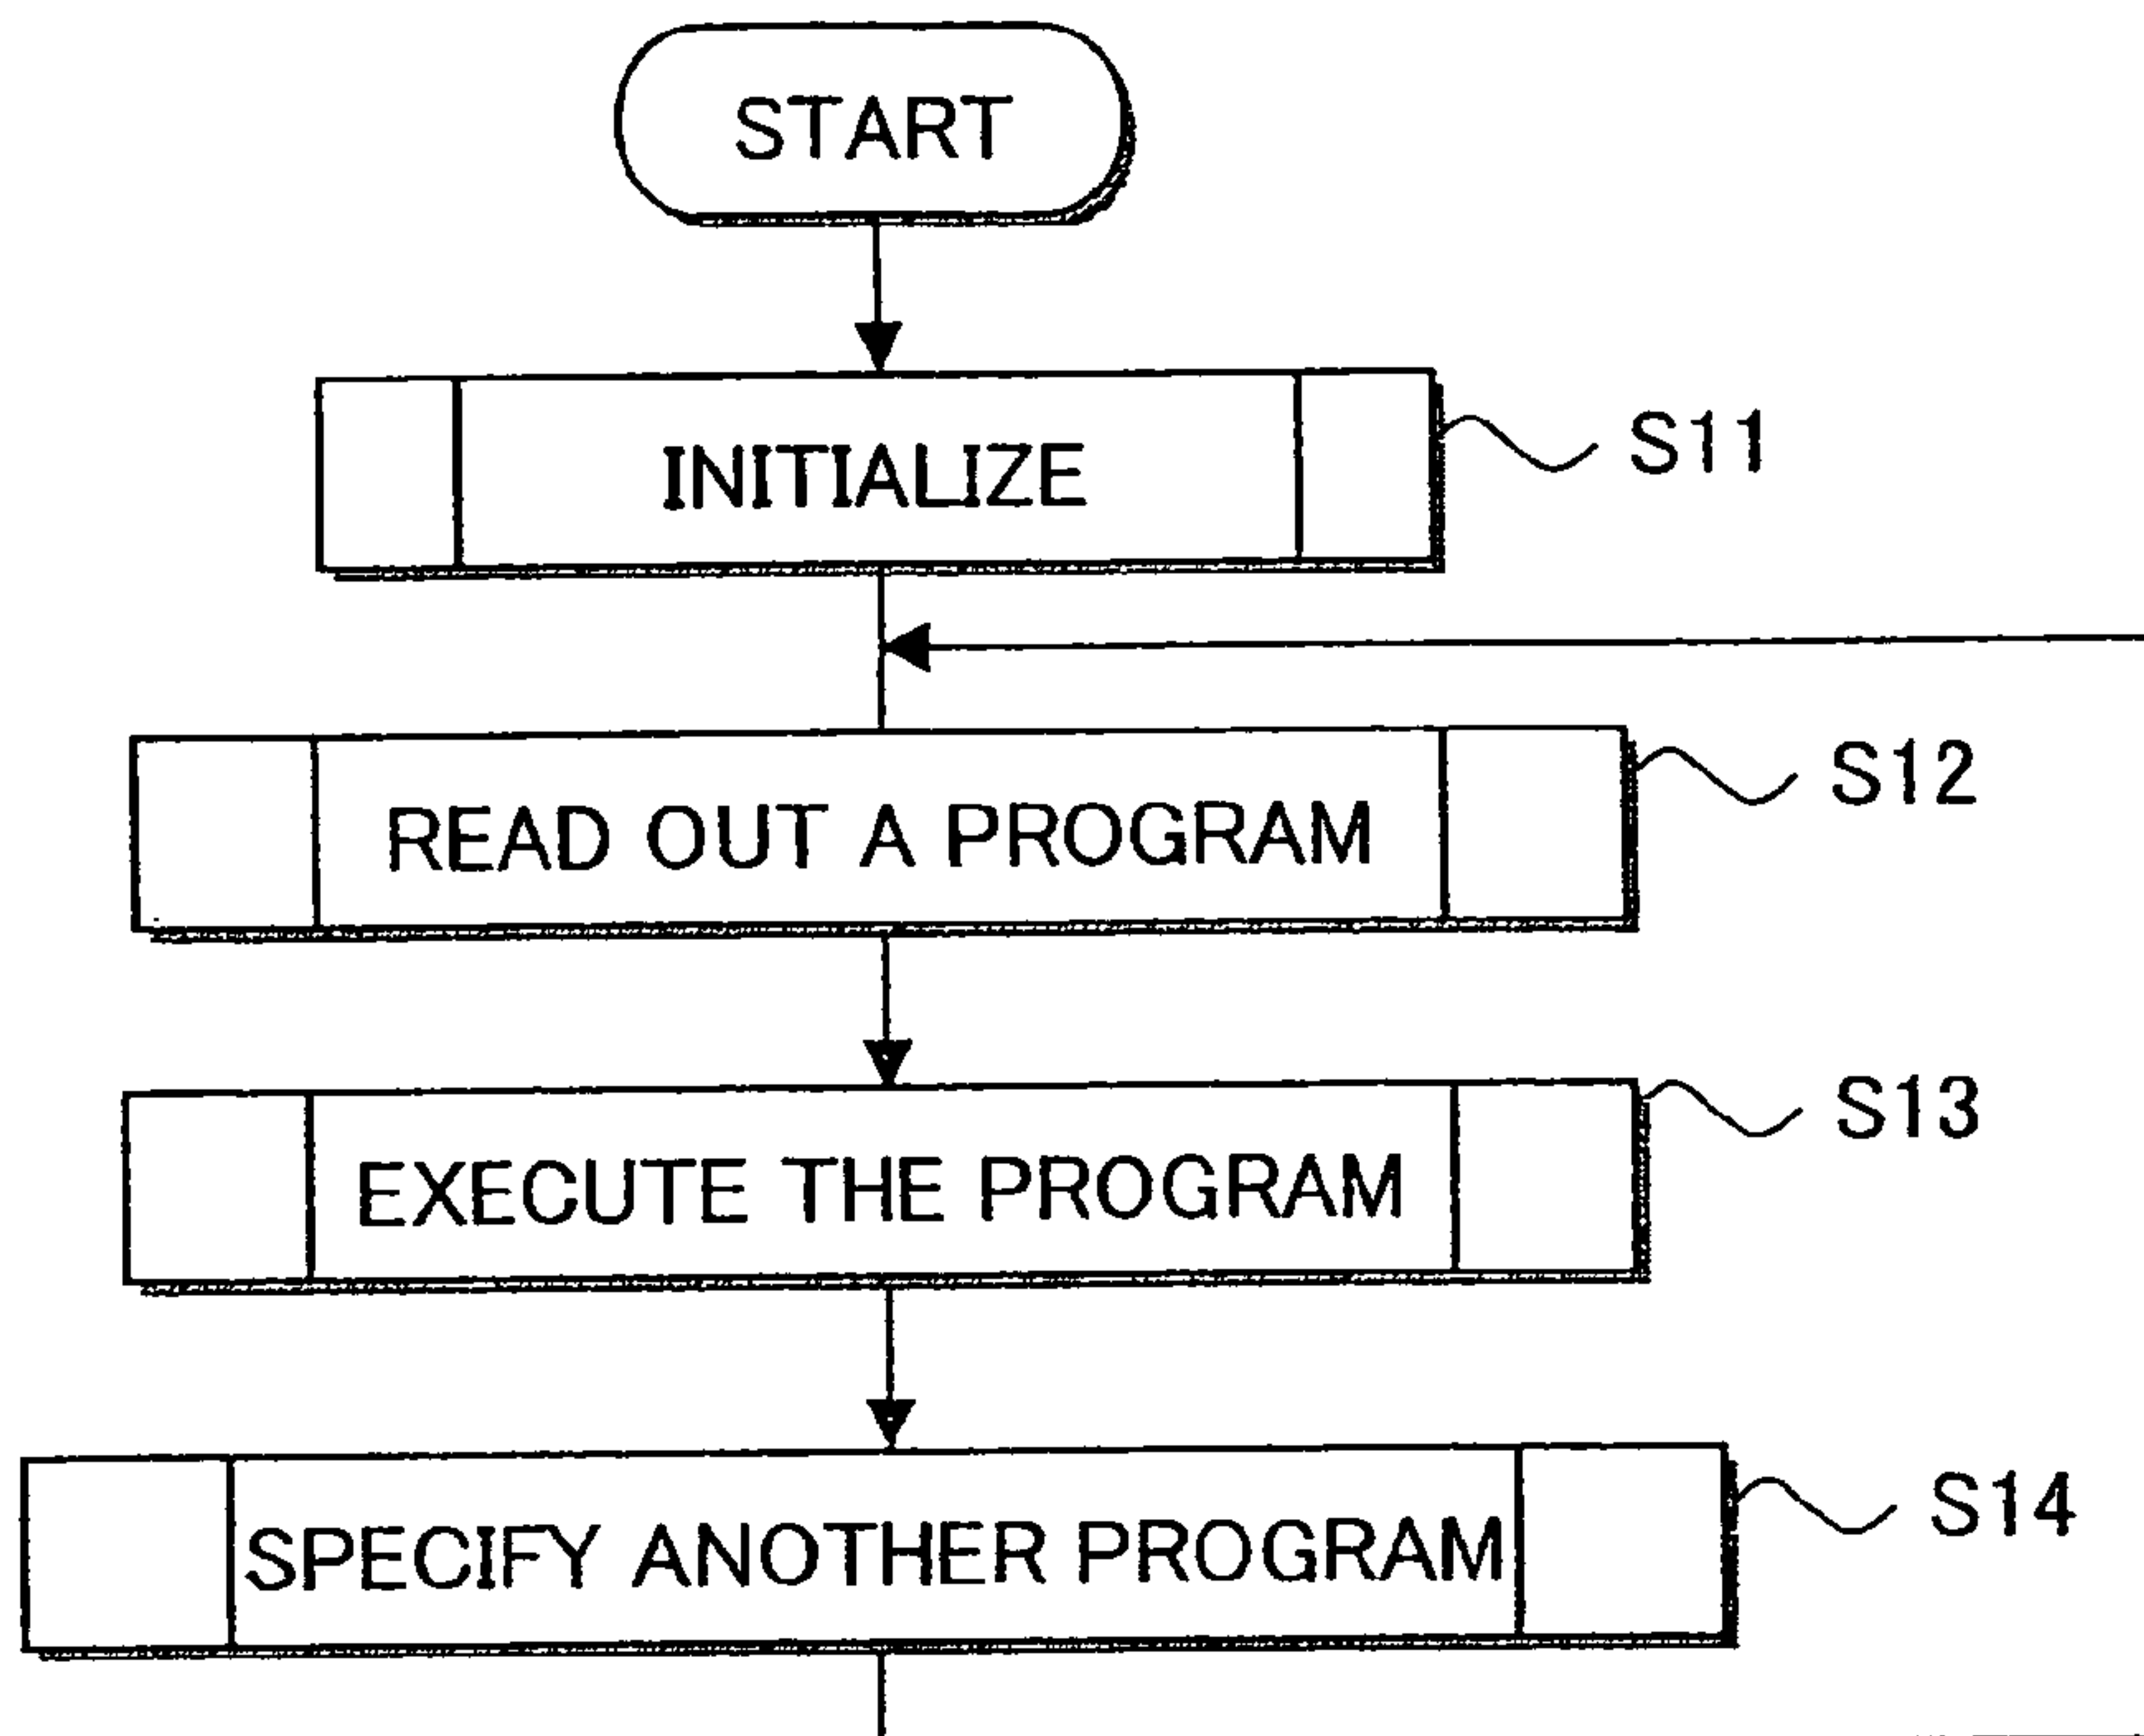 START
INITIALIZE
S11
READ OUT A PROGRAM
S12
EXECUTE THE PROGRAM
S13
SPECIFY ANOTHER PROGRAM
S14